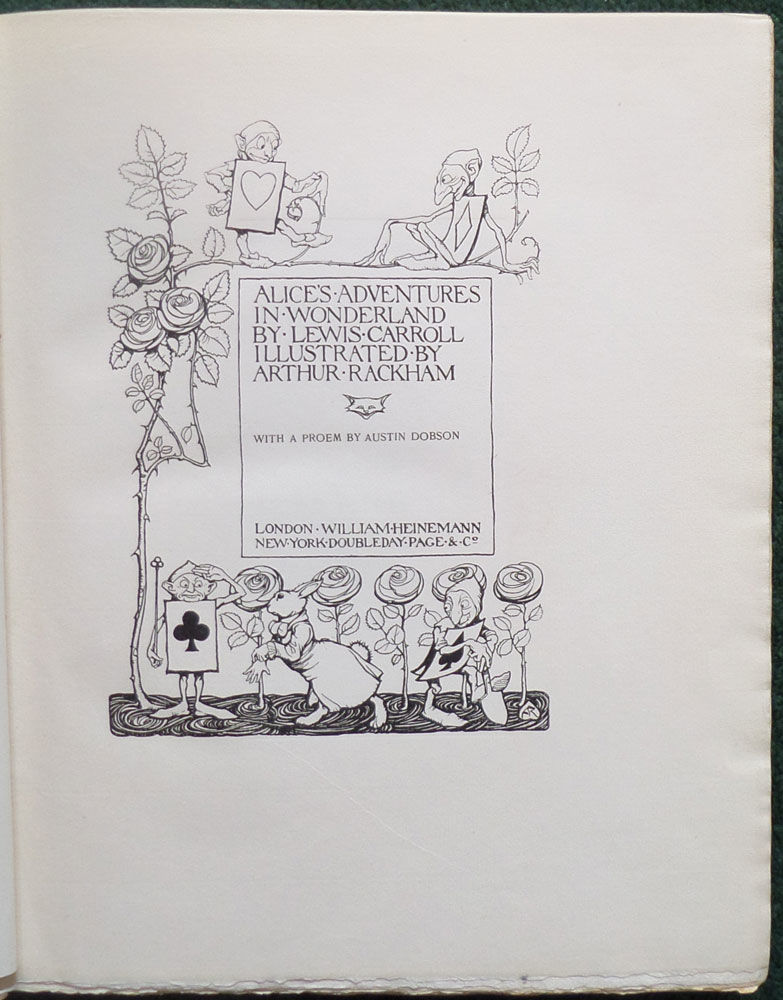 ALICE'S·ADVENTURES
IN·WONDERLAND
BY·LEWIS·CARROLL
ILLUSTRATED·BY
ARTHUR·RACKHAM
WITH A PROEM BY AUSTIN DOBSON
LONDON·WILLIAM·HEINEMANN
NEW·YORK·DOUBLEDAY·PAGE·&·Cº